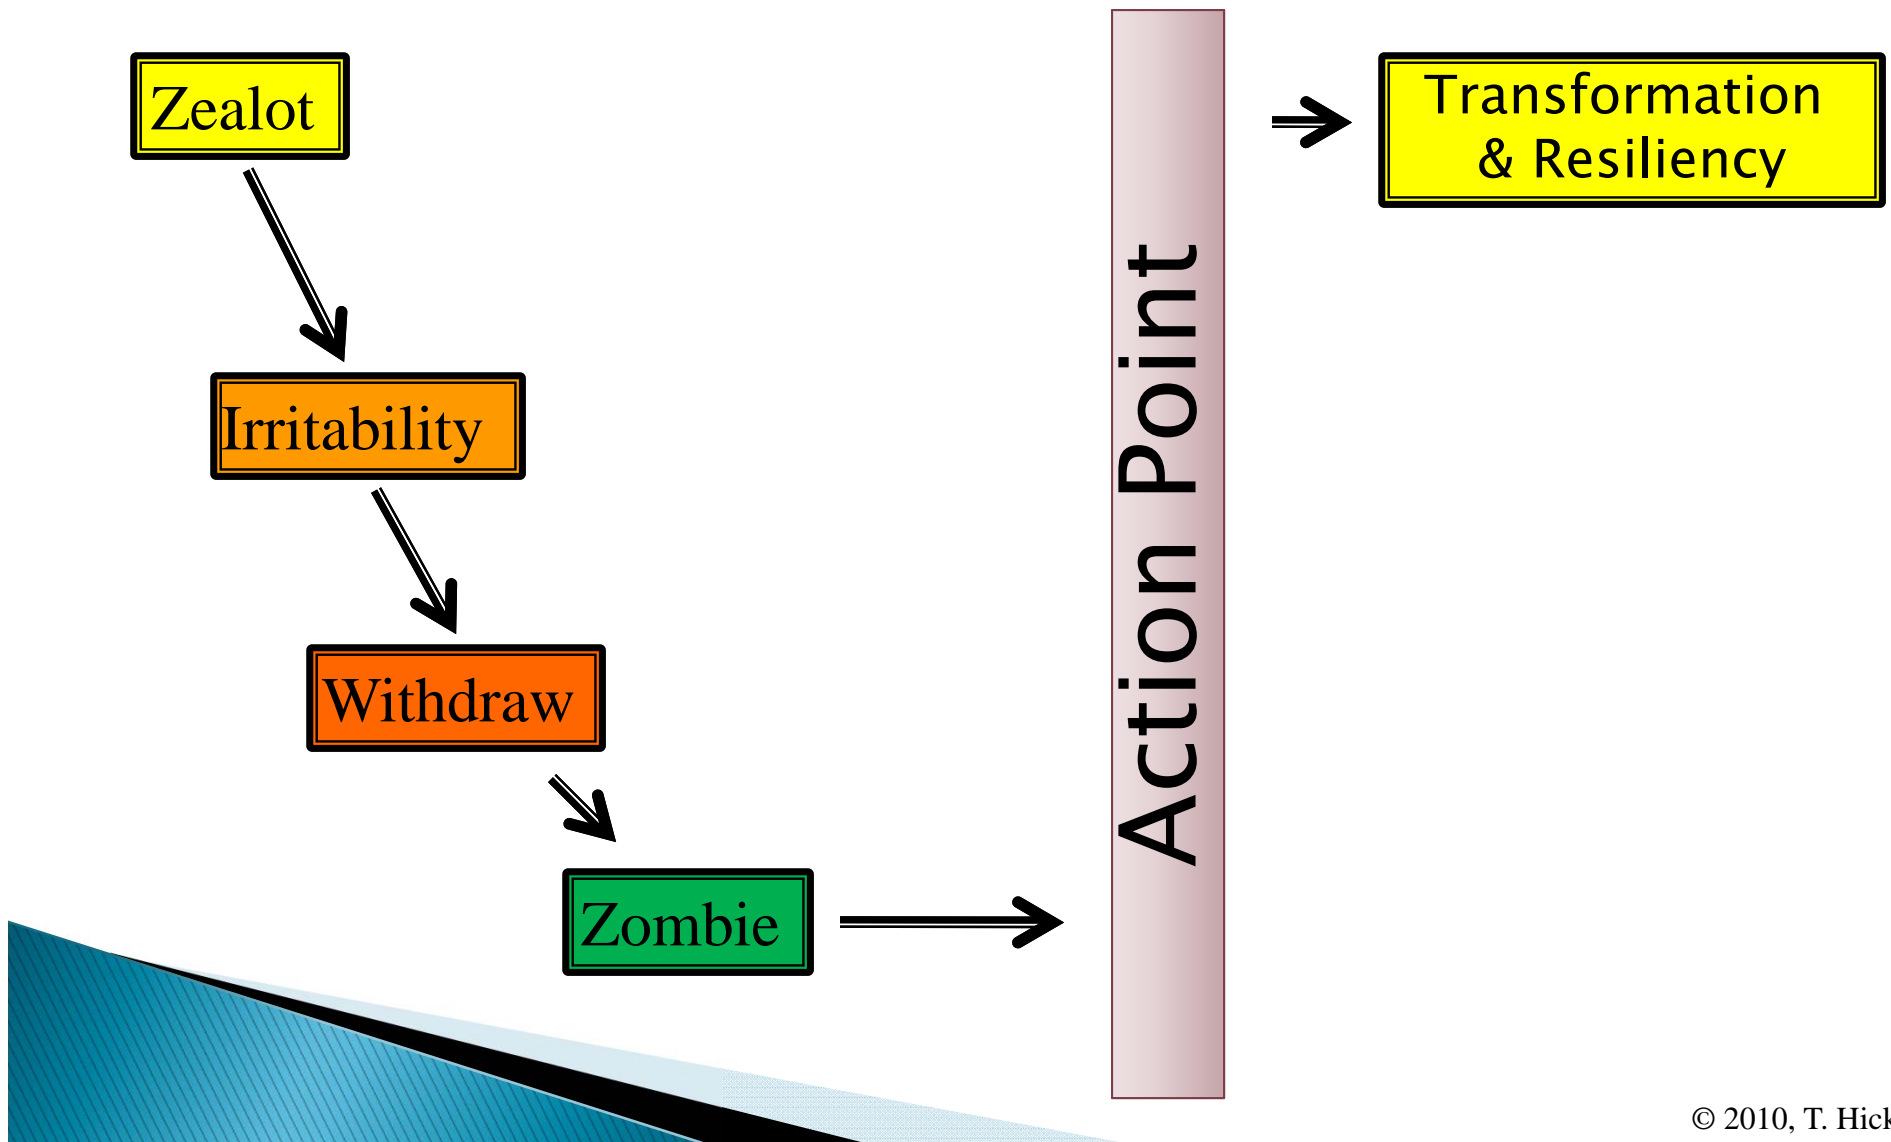 Zealot
Irritability
Withdraw
Zombie
Action Point
Transformation
& Resiliency
© 2010, T. Hick